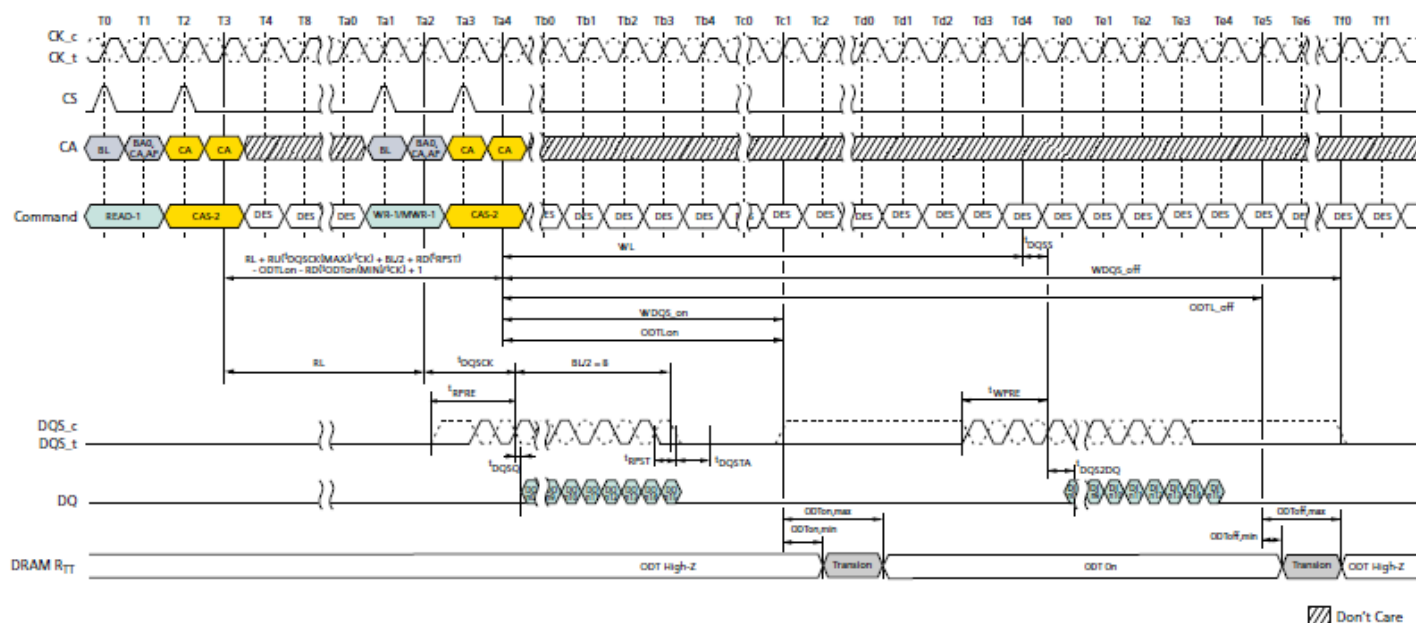 T0 T1 T2 T3 T4 T8 Ta0 Ta1 Ta2 Ta3 Ta4 Tb0 Tb1 Tb2 Tb3 Tb4 Tc0 Tc1 Tc2 Td0 Td1 Td2 Td3 Td4 Te0 Te1 Te2 Te3 Te4 Te5 Te6 Tf0 Tf1
CK_c
CK_t
CS
CA BL BA0, CA, AP CA CA BL BA0, CA, AP CA CA
Command READ-1 CAS-2 DES DES DES WR-1/MWR-1 CAS-2 DES DES DES DES DES DES DES DES DES DES DES DES DES DES DES DES DES DES DES DES DES
WL tDQSS
RL + RU(tDQSCK(MAX)/tCK) + BL/2 + RD(tRPST)
- ODTLon - RD(tODTon(MIN)/tCK) + 1
WDQS_off
ODTL_off
WDQS_on
ODTLon
RL tDQSCK BL/2 = 8
tRPRE tWPRE
DQS_c
DQS_t
tDQSQ tRPST tDQSTA tDQS2DQ
DQ
ODTon,max ODToff,max
ODTon,min ODToff,min
DRAM RTT ODT High-Z Transion ODT On Transion ODT High-Z
Don't Care